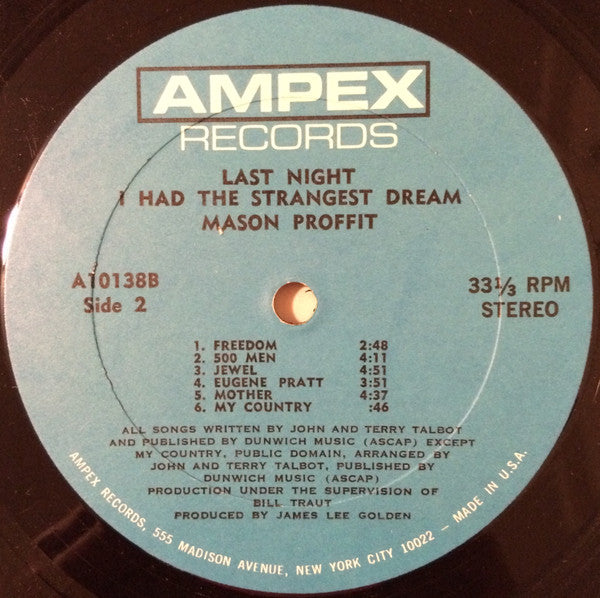 AMPEX
RECORDS
LAST NIGHT
I HAD THE STRANGEST DREAM
MASON PROFFIT
A10138B
Side 2
33⅓ RPM
STEREO
1. FREEDOM 2:48
2. 500 MEN 4:11
3. JEWEL 4:51
4. EUGENE PRATT 3:51
5. MOTHER 4:37
6. MY COUNTRY :46
ALL SONGS WRITTEN BY JOHN AND TERRY TALBOT
AND PUBLISHED BY DUNWICH MUSIC (ASCAP) EXCEPT
MY COUNTRY, PUBLIC DOMAIN, ARRANGED BY
JOHN AND TERRY TALBOT, PUBLISHED BY
DUNWICH MUSIC (ASCAP)
PRODUCTION UNDER THE SUPERVISION OF
BILL TRAUT
PRODUCED BY JAMES LEE GOLDEN
AMPEX RECORDS, 555 MADISON AVENUE, NEW YORK CITY 10022 – MADE IN U.S.A.